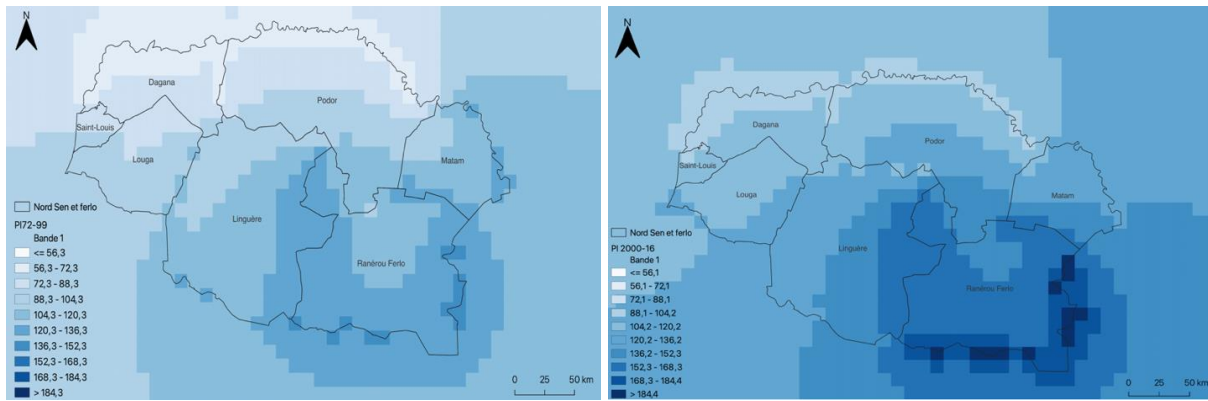 N
Dagana
Podor
Saint-Louis
Louga
Matam
Linguère
Ranérou Ferlo
Nord Sen et ferlo
PI72-99
Bande 1
<= 56,3
56,3 - 72,3
72,3 - 88,3
88,3 - 104,3
104,3 - 120,3
120,3 - 136,3
136,3 - 152,3
152,3 - 168,3
168,3 - 184,3
> 184,3
0 25 50 km
N
Dagana
Podor
Saint-Louis
Louga
Matam
Linguère
Ranérou Ferlo
Nord Sen et ferlo
PI 2000-16
Bande 1
<= 56,1
56,1 - 72,1
72,1 - 88,1
88,1 - 104,2
104,2 - 120,2
120,2 - 136,2
136,2 - 152,3
152,3 - 168,3
168,3 - 184,4
> 184,4
0 25 50 km